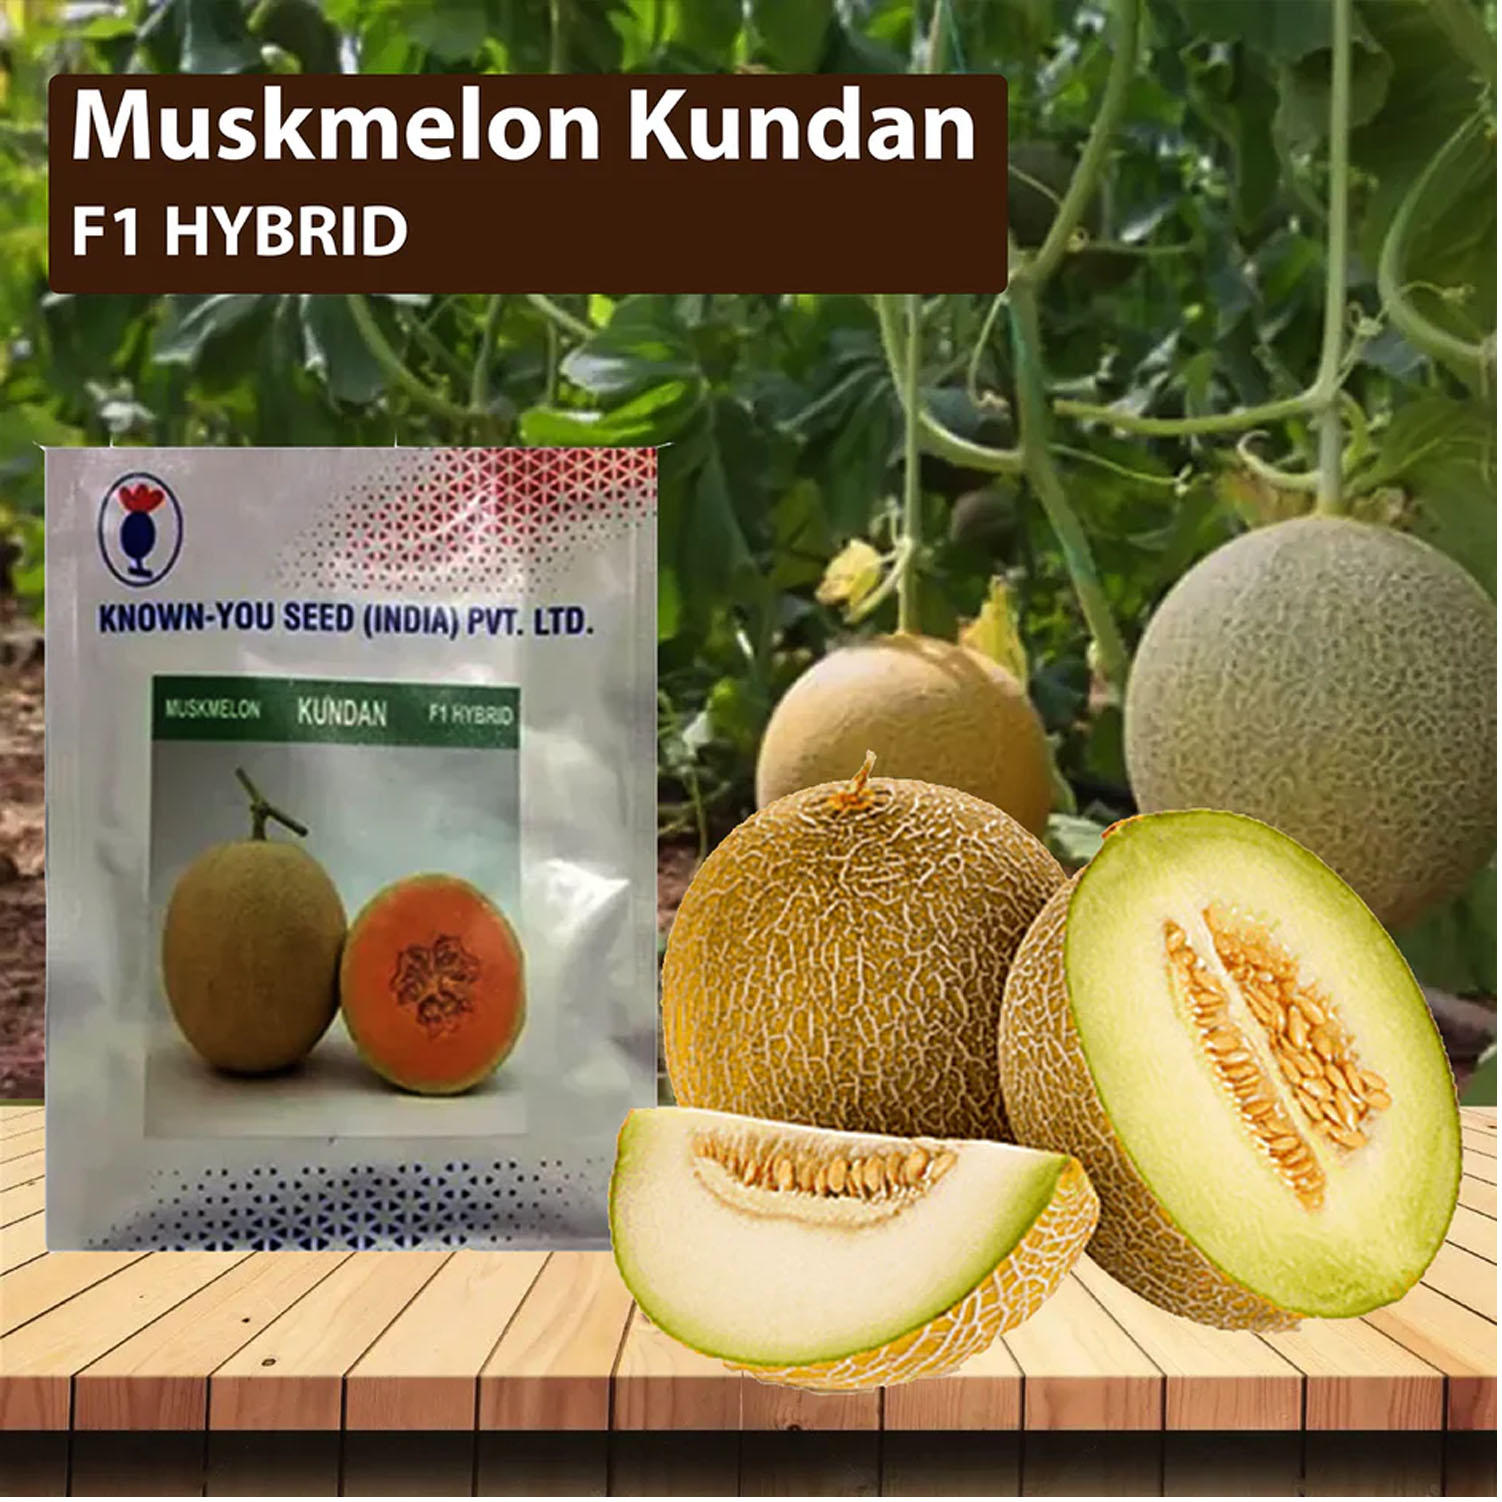 Muskmelon Kundan
F1 HYBRID
KNOWN-YOU SEED (INDIA) PVT. LTD.
MUSKMELON KUNDAN F1 HYBRID